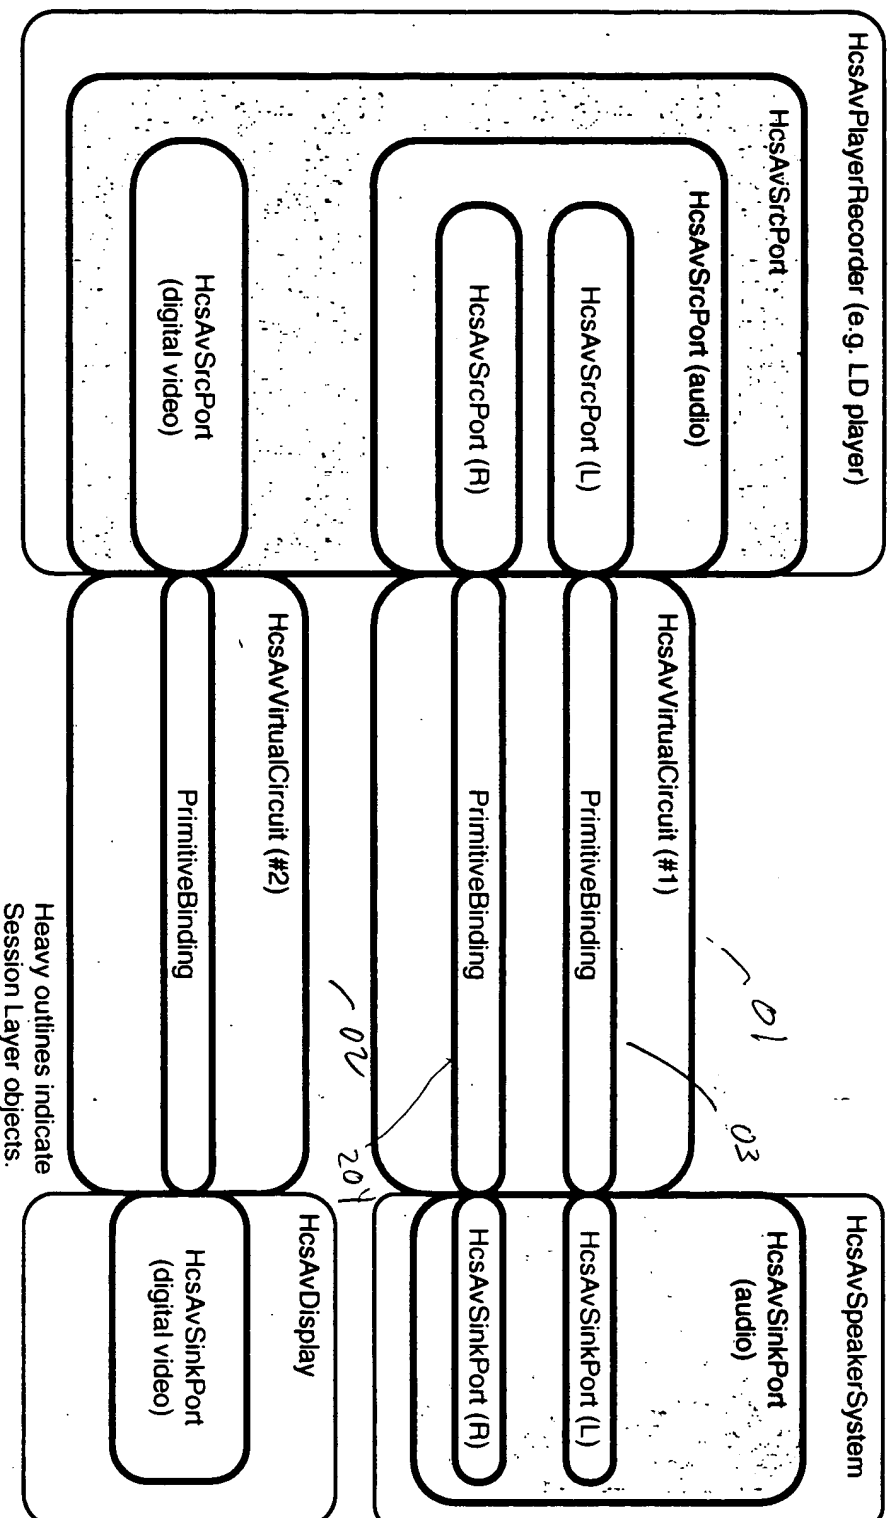 HcsAvPlayerRecorder (e.g. LD player)
HcsAvSrcPort
HcsAvSrcPort (audio)
HcsAvSrcPort (L)
HcsAvSrcPort (R)
HcsAvSrcPort
(digital video)
HcsAvVirtualCircuit (#1)
PrimitiveBinding
PrimitiveBinding
HcsAvVirtualCircuit (#2)
PrimitiveBinding
01
03
02
204
HcsAvSpeakerSystem
HcsAvSinkPort
(audio)
HcsAvSinkPort (L)
HcsAvSinkPort (R)
HcsAvDisplay
HcsAvSinkPort
(digital video)
Heavy outlines indicate
Session Layer objects.